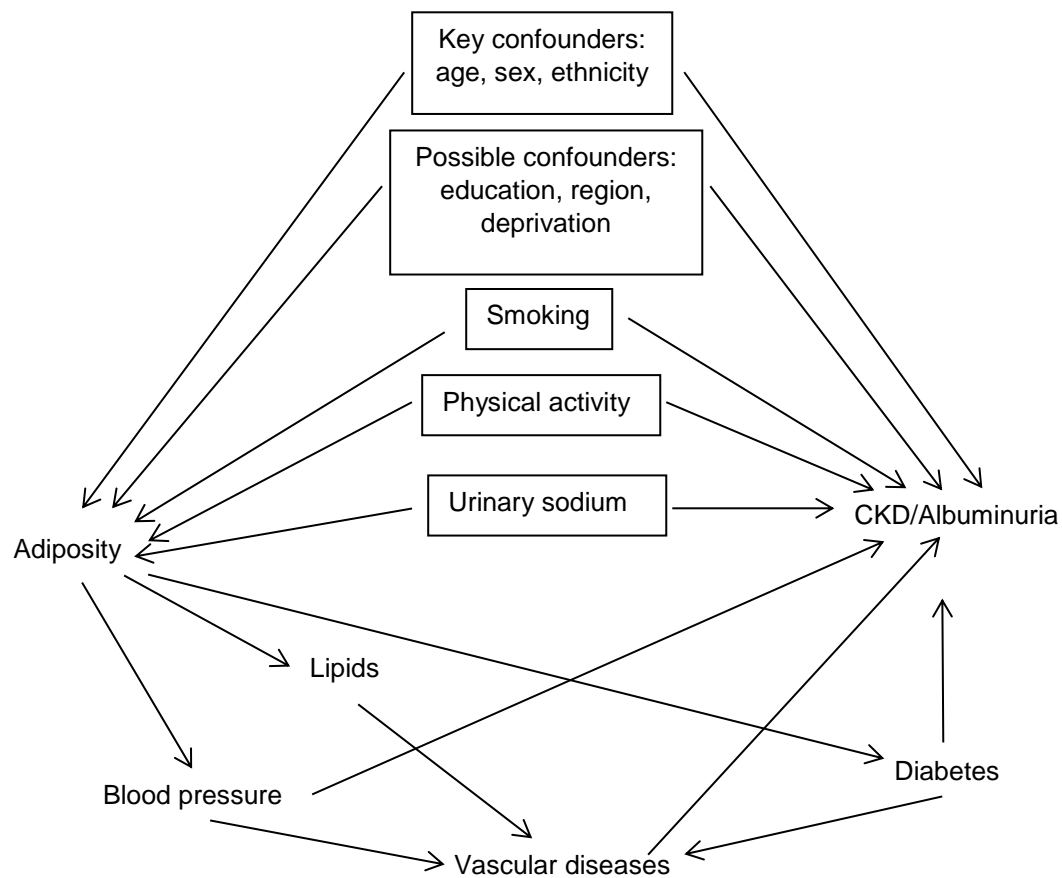 Key confounders:
age, sex, ethnicity
Possible confounders:
education, region,
deprivation
Smoking
Physical activity
Urinary sodium
CKD/Albuminuria
Adiposity
Lipids
Diabetes
Blood pressure
Vascular diseases